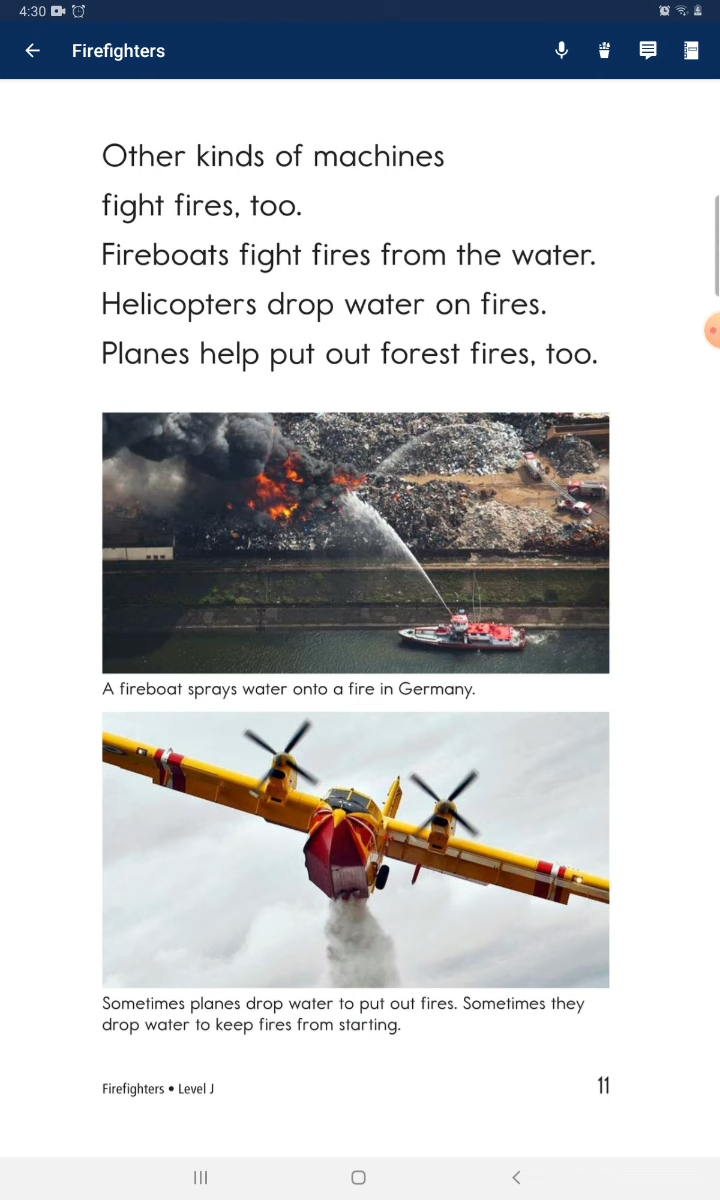 4:30
Firefighters
Other kinds of machines
fight fires, too.
Fireboats fight fires from the water.
Helicopters drop water on fires.
Planes help put out forest fires, too.
A fireboat sprays water onto a fire in Germany.
Sometimes planes drop water to put out fires. Sometimes they
drop water to keep fires from starting.
Firefighters • Level J
11